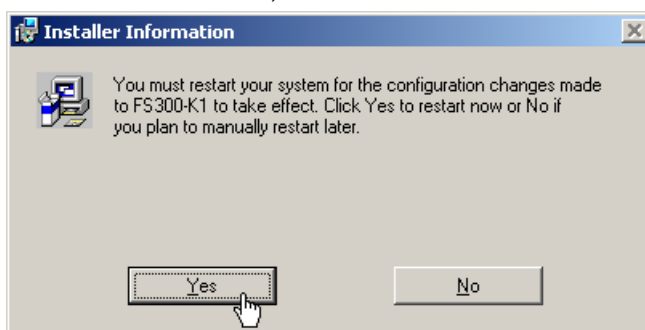 Installer Information
You must restart your system for the configuration changes made
to FS300-K1 to take effect. Click Yes to restart now or No if
you plan to manually restart later.
Yes
No